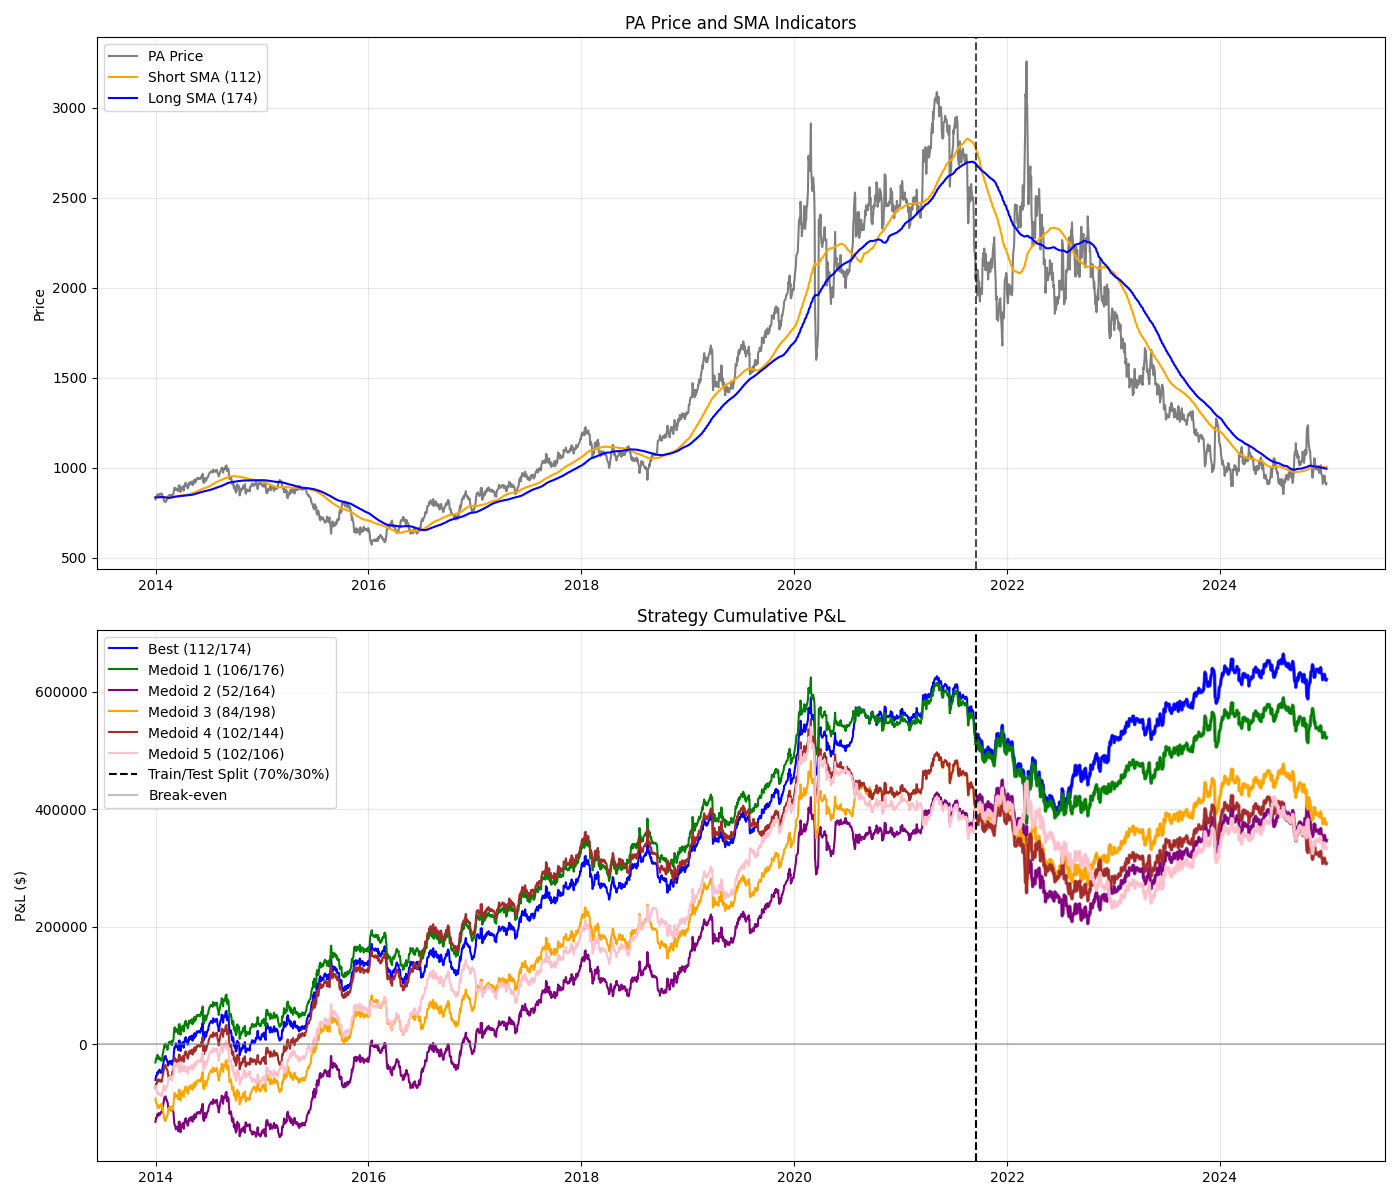 PA Price and SMA Indicators
PA Price
Short SMA (112)
Long SMA (174)
3000
2500
2000
1500
1000
500
Price
2014
2016
2018
2020
2022
2024
Strategy Cumulative P&L
Best (112/174)
Medoid 1 (106/176)
Medoid 2 (52/164)
Medoid 3 (84/198)
Medoid 4 (102/144)
Medoid 5 (102/106)
Train/Test Split (70%/30%)
Break-even
600000
400000
200000
0
P&L ($)
2014
2016
2018
2020
2022
2024